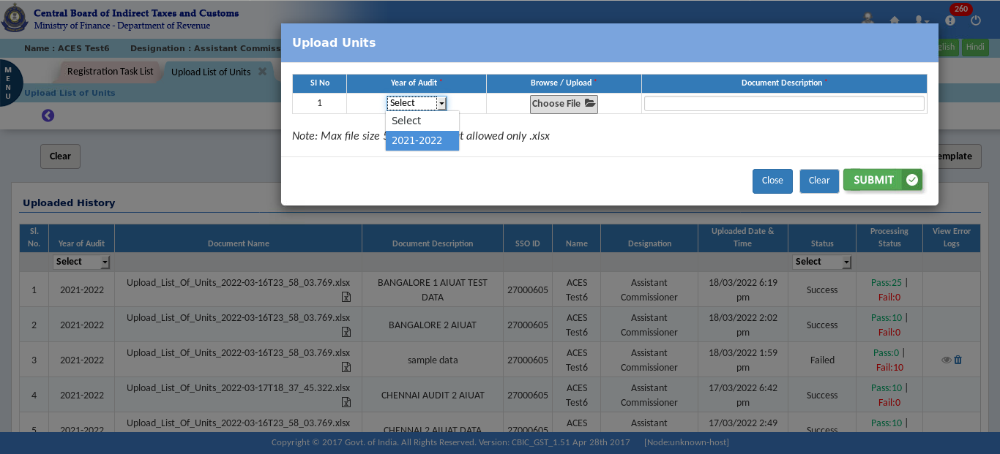 Central Board of Indirect Taxes and Customs
Ministry of Finance - Department of Revenue
260
Name : ACES Test6 Designation : Assistant Commiss
glish Hindi
MENU
Registration Task List Upload List of Units
Upload List of Units
Upload Units
Sl No Year of Audit * Browse / Upload * Document Description *
1 Select Choose File
Select
2021-2022
Note: Max file size t allowed only .xlsx
Close Clear SUBMIT
Clear emplate
Uploaded History
Sl. No. Year of Audit Document Name Document Description SSO ID Name Designation Uploaded Date & Time Status Processing Status View Error Logs
Select Select
1 2021-2022 Upload_List_Of_Units_2022-03-16T23_58_03.769.xlsx BANGALORE 1 AIUAT TEST DATA 27000605 ACES Test6 Assistant Commissioner 18/03/2022 6:19 pm Success Pass:25 | Fail:0
2 2021-2022 Upload_List_Of_Units_2022-03-16T23_58_03.769.xlsx BANGALORE 2 AIUAT 27000605 ACES Test6 Assistant Commissioner 18/03/2022 2:02 pm Success Pass:10 | Fail:0
3 2021-2022 Upload_List_Of_Units_2022-03-16T23_58_03.769.xlsx sample data 27000605 ACES Test6 Assistant Commissioner 18/03/2022 1:59 pm Failed Pass:0 | Fail:10
4 2021-2022 Upload_List_Of_Units_2022-03-17T18_37_45.322.xlsx CHENNAI AUDIT 2 AIUAT 27000605 ACES Test6 Assistant Commissioner 17/03/2022 6:42 pm Success Pass:10 | Fail:0
5 2021-2022 Upload_List_Of_Units_2022-03-16T23_58_03.769.xlsx CHENNAI 2 AIUAT DATA 27000605 ACES Assistant 17/03/2022 2:49 Success Pass:10 |
Copyright © 2017 Govt. of India. All Rights Reserved. Version: CBIC_GST_1.51 Apr 28th 2017 [Node:unknown-host]